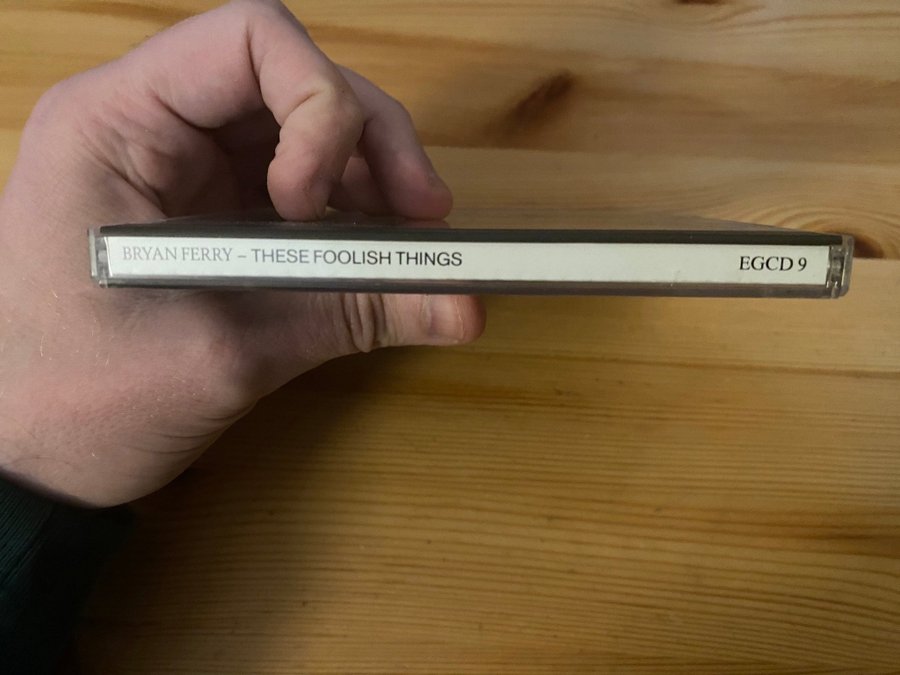 BRYAN FERRY – THESE FOOLISH THINGS EGCD 9